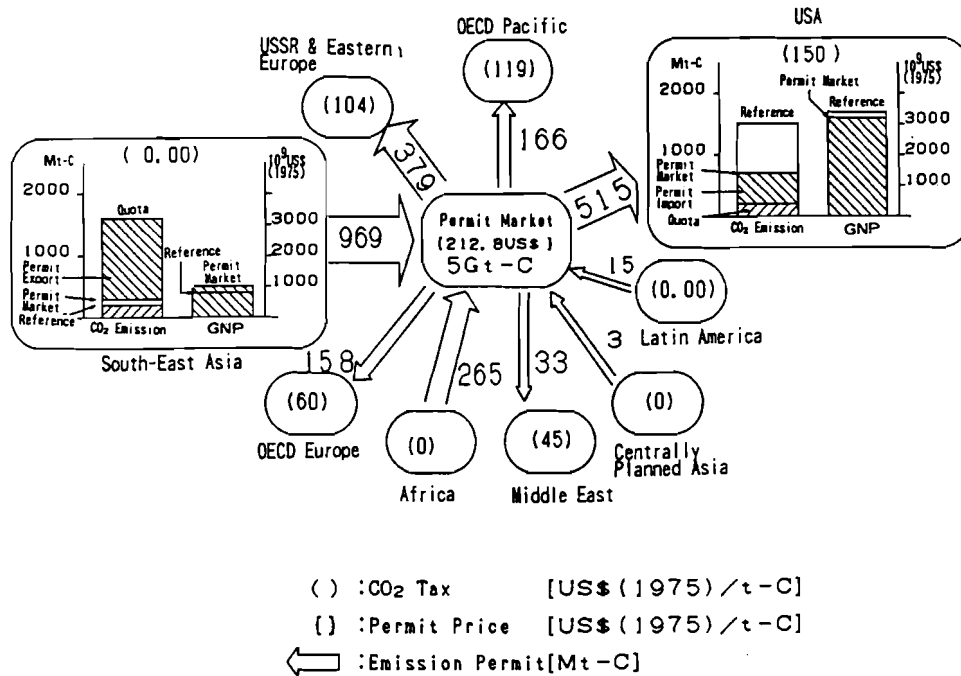 OECD Pacific
(119)
USSR & Eastern
Europe
(104)
USA
(150)
Mt-C
10⁹US$
(1975)
2000
1000
Permit Market
Reference
Reference
3000
2000
1000
Permit
Market
Permit
Import
Quota
CO₂ Emission
GNP
(0.00)
Mt-C
10⁹US$
(1975)
2000
1000
Quota
Reference
Permit
Market
3000
2000
1000
Permit
Export
Permit
Market
Reference
CO₂ Emission
GNP
South-East Asia
379
166
515
969
Permit Market
{212.8US$}
5Gt-C
15
(0.00)
Latin America
3
158
265
33
(60)
OECD Europe
(0)
Africa
(45)
Middle East
(0)
Centrally
Planned Asia
( ) :CO₂ Tax [US$(1975)/t-C]
{} :Permit Price [US$(1975)/t-C]
:Emission Permit[Mt-C]